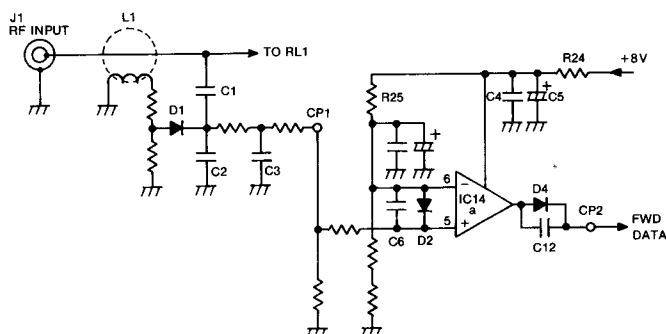 J1
RF INPUT
L1
TO RL1
C1
D1
CP1
C2
C3
R24
+8V
R25
+
C4
+
C5
6
−
IC14
a
5
+
C6
D2
D4
C12
CP2
FWD
DATA